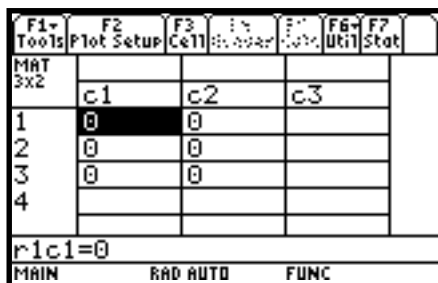 F1 F2 F3 F6 F7
Tools Plot Setup Cell Util Stat
MAT
3x2
c1 c2 c3
1 0 0
2 0 0
3 0 0
4
r1c1=0
MAIN RAD AUTO FUNC